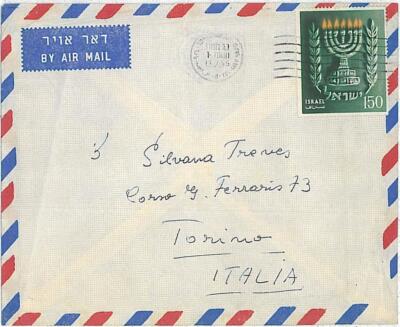 דאר אויר
BY AIR MAIL
ישראל
ISRAEL
150
Silvana Treves
Corso G. Ferraris 73
Torino
ITALIA